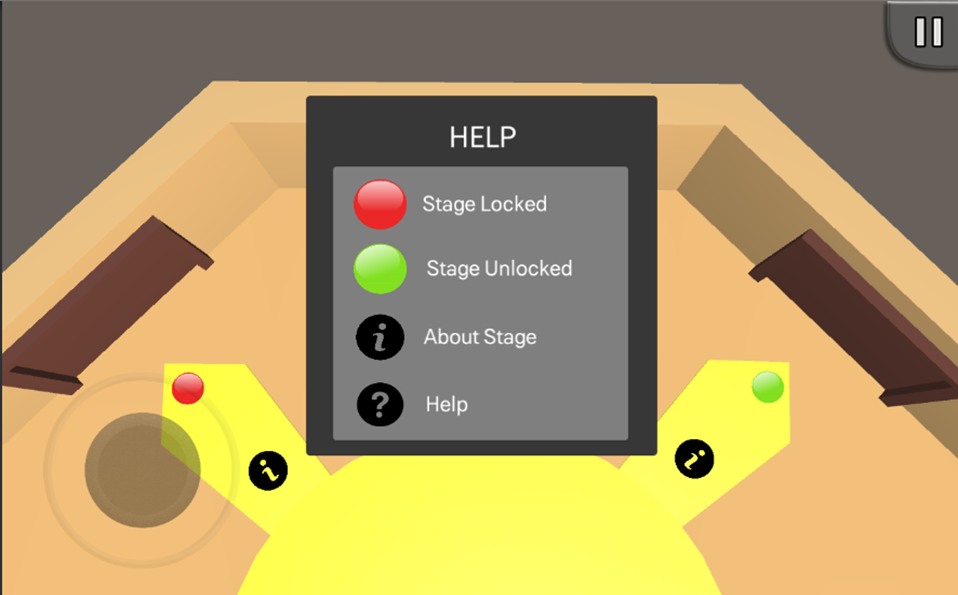 HELP
Stage Locked
Stage Unlocked
i About Stage
? Help
i
i